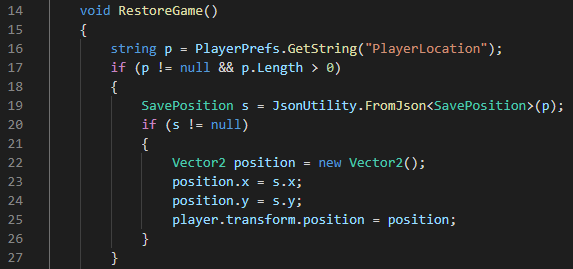 14 void RestoreGame()
15 {
16 string p = PlayerPrefs.GetString("PlayerLocation");
17 if (p != null && p.Length > 0)
18 {
19 SavePosition s = JsonUtility.FromJson<SavePosition>(p);
20 if (s != null)
21 {
22 Vector2 position = new Vector2();
23 position.x = s.x;
24 position.y = s.y;
25 player.transform.position = position;
26 }
27 }